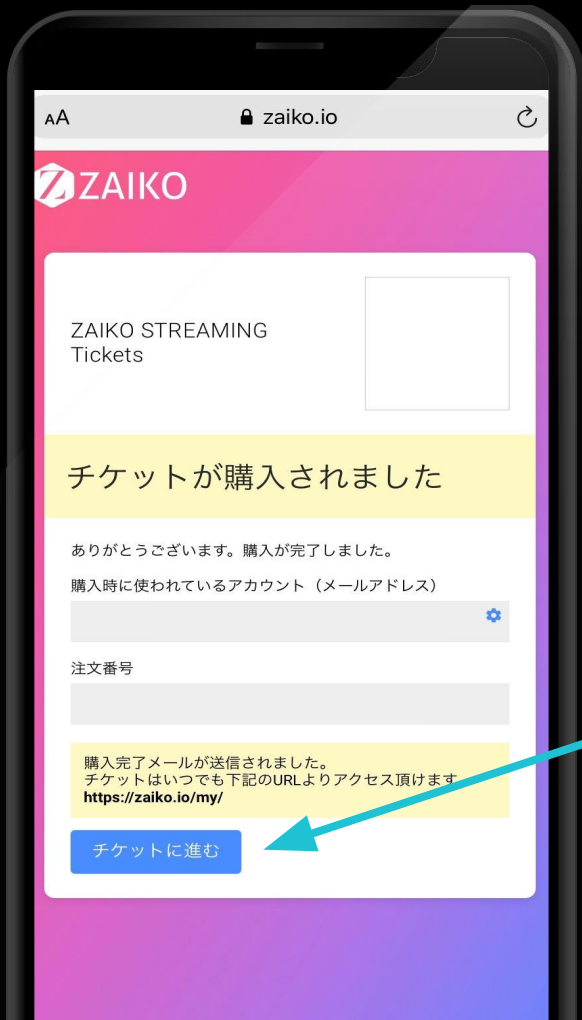 AA
zaiko.io
ZAIKO
ZAIKO STREAMING
Tickets
チケットが購入されました
ありがとうございます。購入が完了しました。
購入時に使われているアカウント（メールアドレス）
注文番号
購入完了メールが送信されました。
チケットはいつでも下記のURLよりアクセス頂けます
https://zaiko.io/my/
チケットに進む